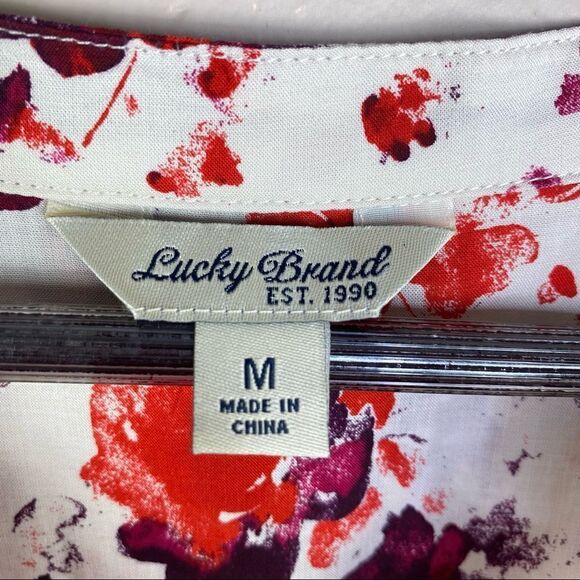 Lucky Brand
EST. 1990
M
MADE IN
CHINA